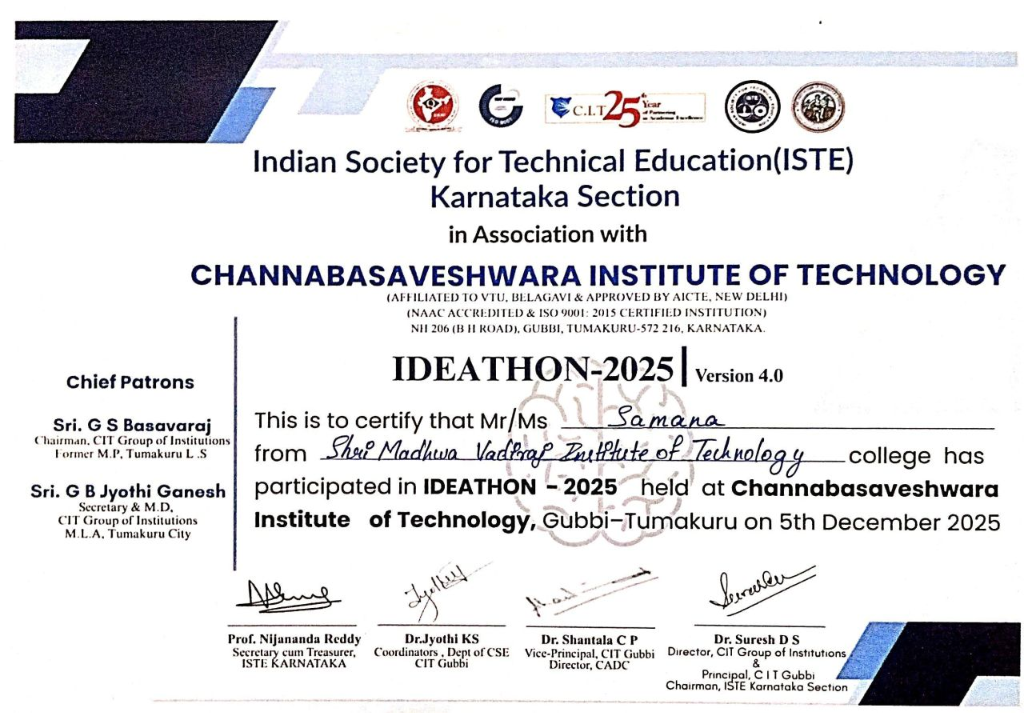 C.I.T 25th Year
of Partnering
in Academic Excellence
Indian Society for Technical Education(ISTE)
Karnataka Section
in Association with
CHANNABASAVESHWARA INSTITUTE OF TECHNOLOGY
(AFFILIATED TO VTU, BELAGAVI & APPROVED BY AICTE, NEW DELHI)
(NAAC ACCREDITED & ISO 9001: 2015 CERTIFIED INSTITUTION)
NH 206 (B H ROAD), GUBBI, TUMAKURU-572 216, KARNATAKA.
IDEATHON-2025 | Version 4.0
Chief Patrons
Sri. G S Basavaraj
Chairman, CIT Group of Institutions
Former M.P, Tumakuru L .S
Sri. G B Jyothi Ganesh
Secretary & M.D,
CIT Group of Institutions
M.L.A, Tumakuru City
This is to certify that Mr/Ms Samana
from Shri Madhwa Vadiraj Institute of Technology college has
participated in IDEATHON - 2025 held at Channabasaveshwara
Institute of Technology, Gubbi-Tumakuru on 5th December 2025
Prof. Nijananda Reddy
Secretary cum Treasurer,
ISTE KARNATAKA
Dr.Jyothi KS
Coordinators , Dept of CSE
CIT Gubbi
Dr. Shantala C P
Vice-Principal, CIT Gubbi
Director, CADC
Dr. Suresh D S
Director, CIT Group of Institutions
&
Principal, C I T Gubbi
Chairman, ISTE Karnataka Section